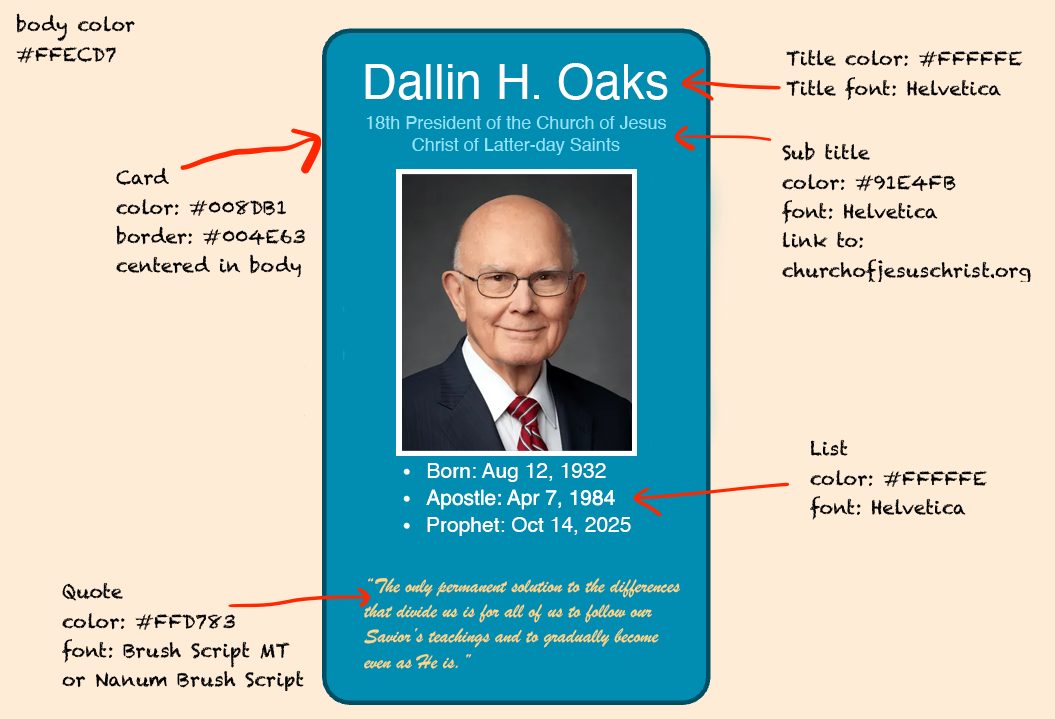 body color
#FFECD7
Dallin H. Oaks
18th President of the Church of Jesus
Christ of Latter-day Saints
Title color: #FFFFFE
Title font: Helvetica
Sub title
color: #91E4FB
font: Helvetica
link to:
churchofjesuschrist.org
Card
color: #008DB1
border: #004E63
centered in body
• Born: Aug 12, 1932
• Apostle: Apr 7, 1984
• Prophet: Oct 14, 2025
List
color: #FFFFFE
font: Helvetica
Quote
color: #FFD783
font: Brush Script MT
or Nanum Brush Script
"The only permanent solution to the differences
that divide us is for all of us to follow our
Savior's teachings and to gradually become
even as He is."